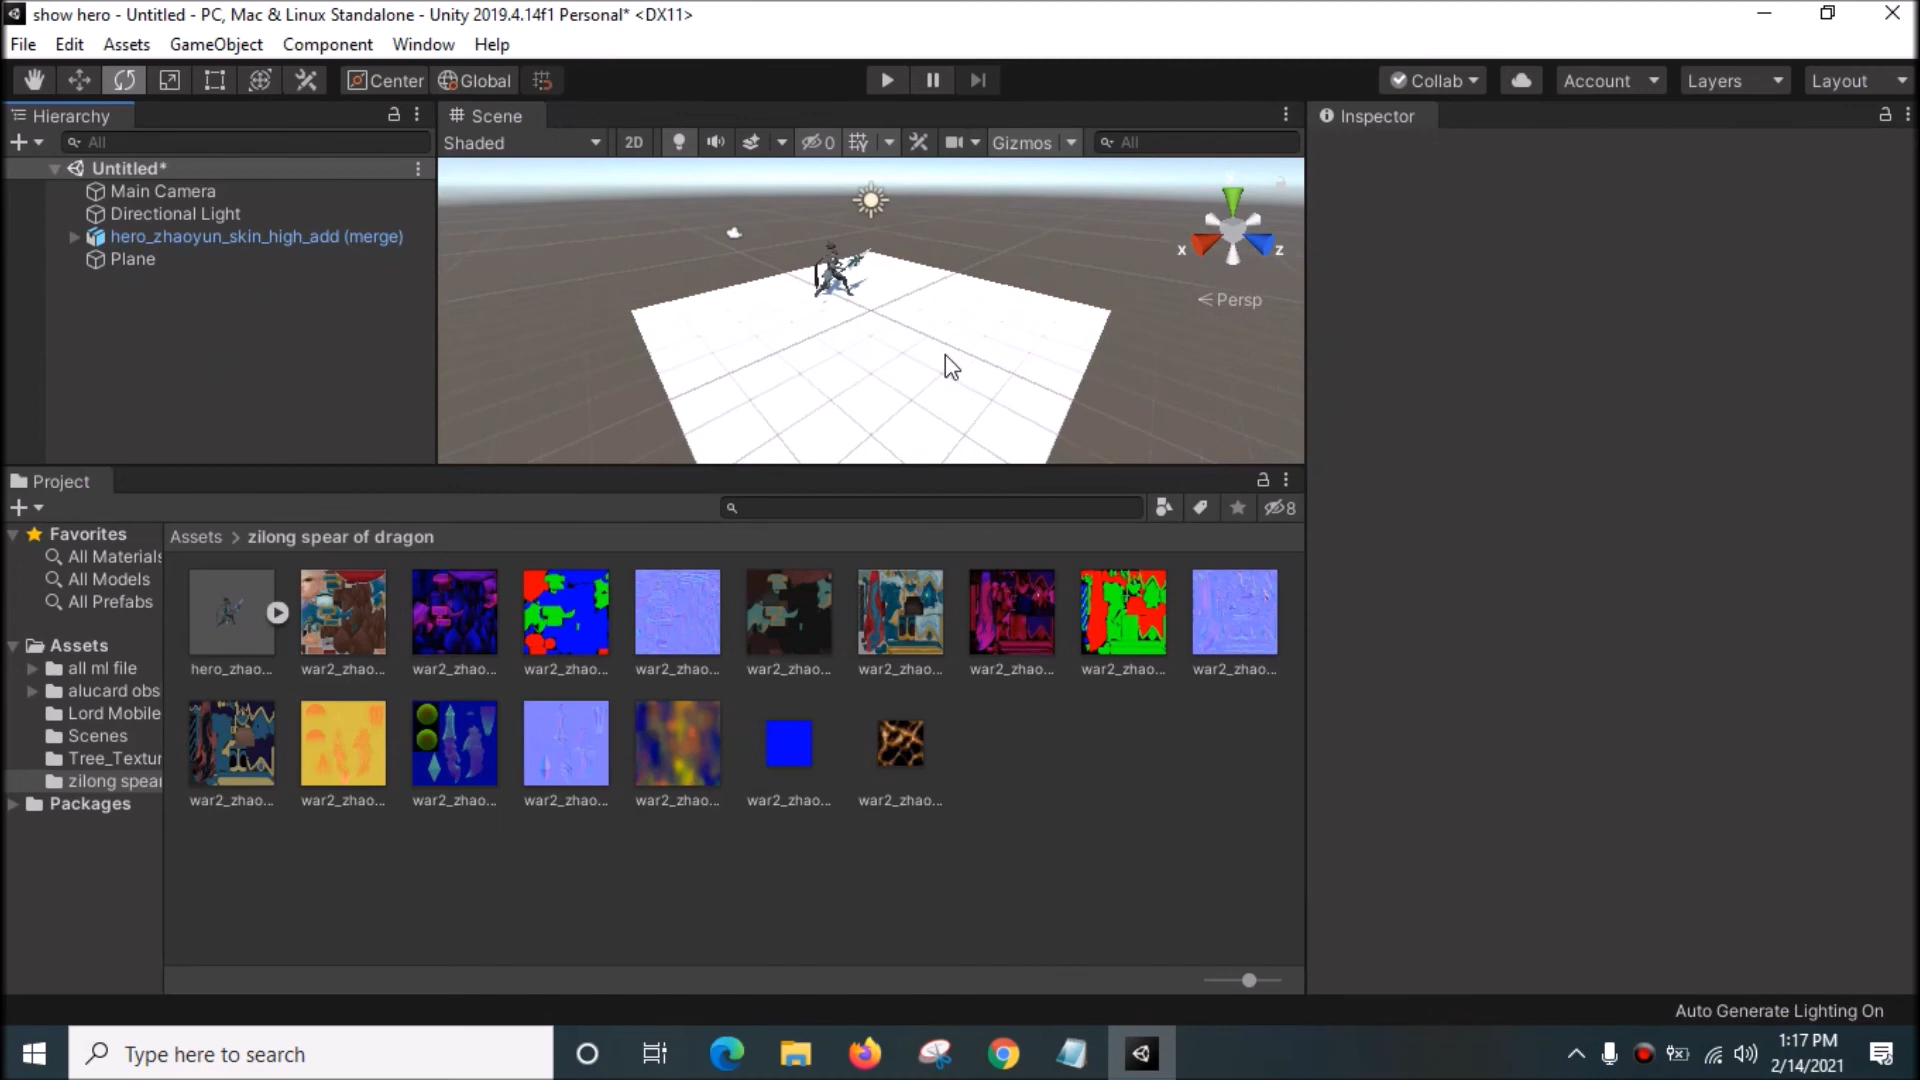 show hero - Untitled - PC, Mac & Linux Standalone - Unity 2019.4.14f1 Personal* <DX11>
File Edit Assets GameObject Component Window Help
Center Global Collab Account Layers Layout
Hierarchy
All
Untitled*
Main Camera
Directional Light
hero_zhaoyun_skin_high_add (merge)
Plane
Scene
Shaded 2D 0 Gizmos All
x z
Persp
Inspector
Project
8
Favorites
All Materials
All Models
All Prefabs
Assets
all ml file
alucard obs
Lord Mobile
Scenes
Tree_Textur
zilong spear
Packages
Assets > zilong spear of dragon
hero_zhao... war2_zhao... war2_zhao... war2_zhao... war2_zhao... war2_zhao... war2_zhao... war2_zhao... war2_zhao... war2_zhao...
war2_zhao... war2_zhao... war2_zhao... war2_zhao... war2_zhao... war2_zhao... war2_zhao...
Auto Generate Lighting On
Type here to search
1:17 PM
2/14/2021